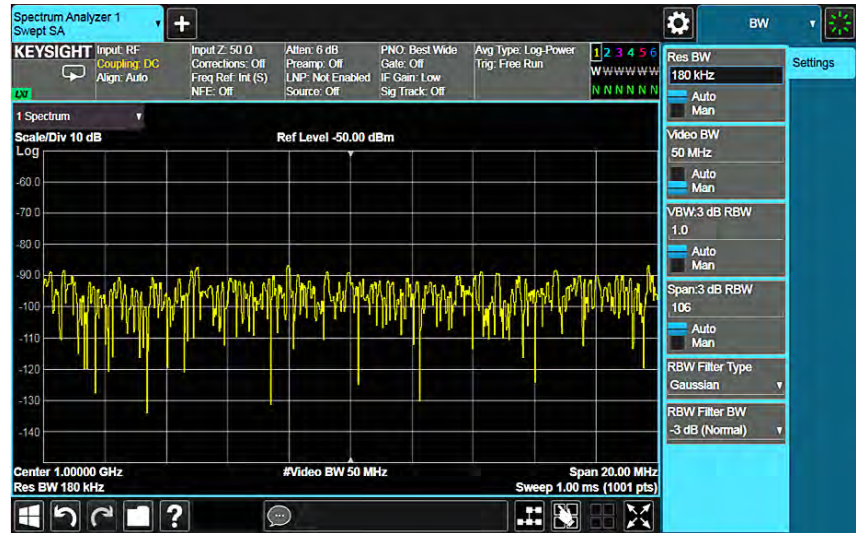 Spectrum Analyzer 1
Swept SA
BW
KEYSIGHT
Input: RF
Coupling: DC
Align: Auto
Input Z: 50 Ω
Corrections: Off
Freq Ref: Int (S)
NFE: Off
Atten: 6 dB
Preamp: Off
LNP: Not Enabled
Source: Off
PNO: Best Wide
Gate: Off
IF Gain: Low
Sig Track: Off
Avg Type: Log-Power
Trig: Free Run
1 2 3 4 5 6
W W W W W W
N N N N N N
LXI
1 Spectrum
Scale/Div 10 dB
Ref Level -50.00 dBm
Log
-60.0
-70.0
-80.0
-90.0
-100
-110
-120
-130
-140
Center 1.00000 GHz
#Video BW 50 MHz
Span 20.00 MHz
Res BW 180 kHz
Sweep 1.00 ms (1001 pts)
Res BW
180 kHz
Auto
Man
Video BW
50 MHz
Auto
Man
VBW:3 dB RBW
1.0
Auto
Man
Span:3 dB RBW
106
Auto
Man
RBW Filter Type
Gaussian
RBW Filter BW
-3 dB (Normal)
Settings
?